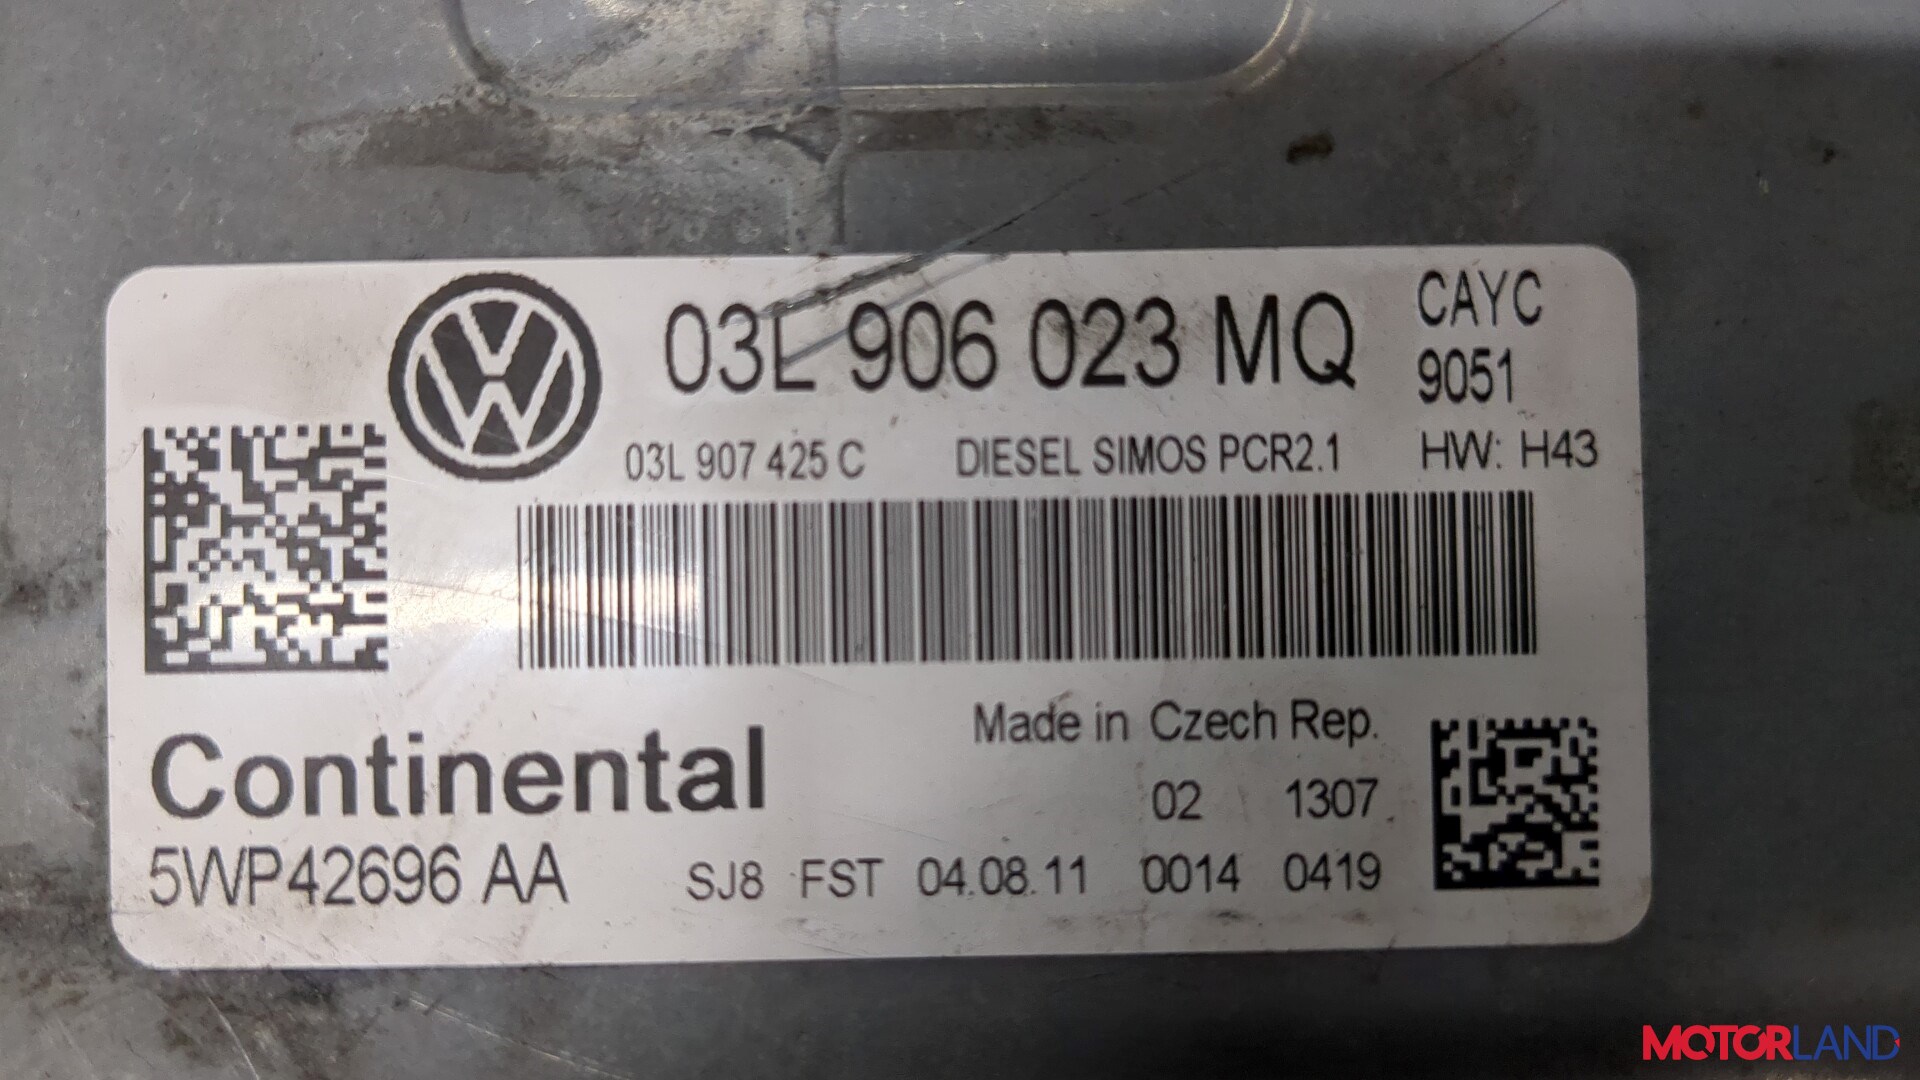 03L 906 023 MQ
CAYC
9051
03L 907 425 C DIESEL SIMOS PCR2.1 HW: H43
Made in Czech Rep.
Continental
02 1307
5WP42696 AA SJ8 FST 04.08.11 0014 0419
MOTORLAND